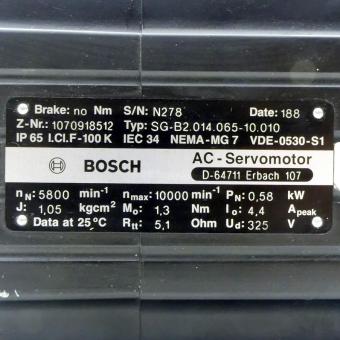 Brake: no Nm S/N: N278 Date: 188
Z-Nr.: 1070918512 Typ: SG-B2.014.065-10.010
IP 65 I.Cl.F-100 K IEC 34 NEMA-MG 7 VDE-0530-S1
BOSCH AC-Servomotor
D-64711 Erbach 107
nN: 5800 min⁻¹ nmax: 10000 min⁻¹ PN: 0,58 kW
J: 1,05 kgcm² Mo: 1,3 Nm Io: 4,4 Apeak
Data at 25°C Rtt: 5,1 Ohm Ud: 325 V